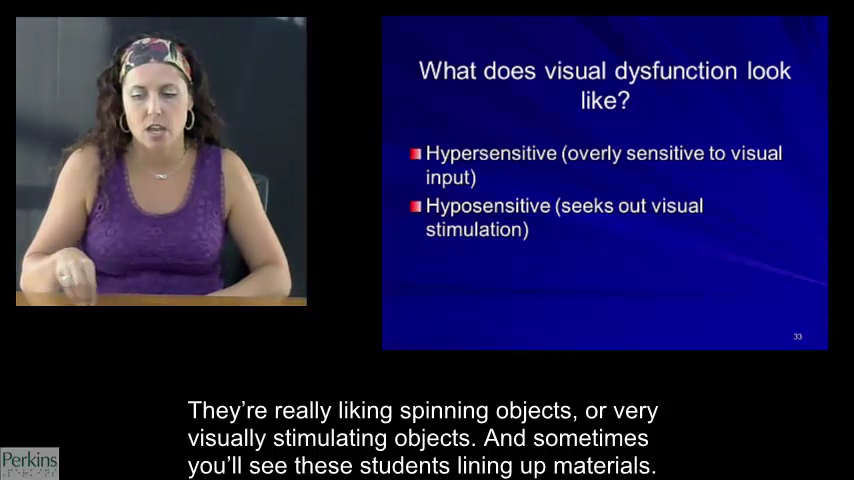 What does visual dysfunction look
like?
Hypersensitive (overly sensitive to visual
input)
Hyposensitive (seeks out visual
stimulation)
33
They're really liking spinning objects, or very
visually stimulating objects. And sometimes
you'll see these students lining up materials.
Perkins